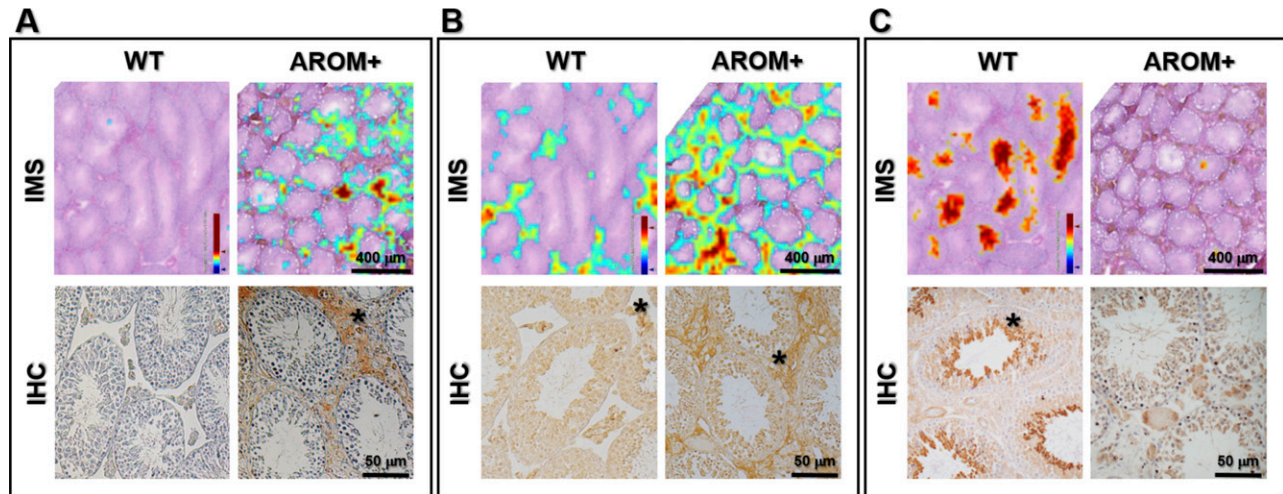 A
WT AROM+
IMS
400 µm
IHC
*
50 µm
B
WT AROM+
IMS
400 µm
IHC
* *
50 µm
C
WT AROM+
IMS
400 µm
IHC
*
50 µm